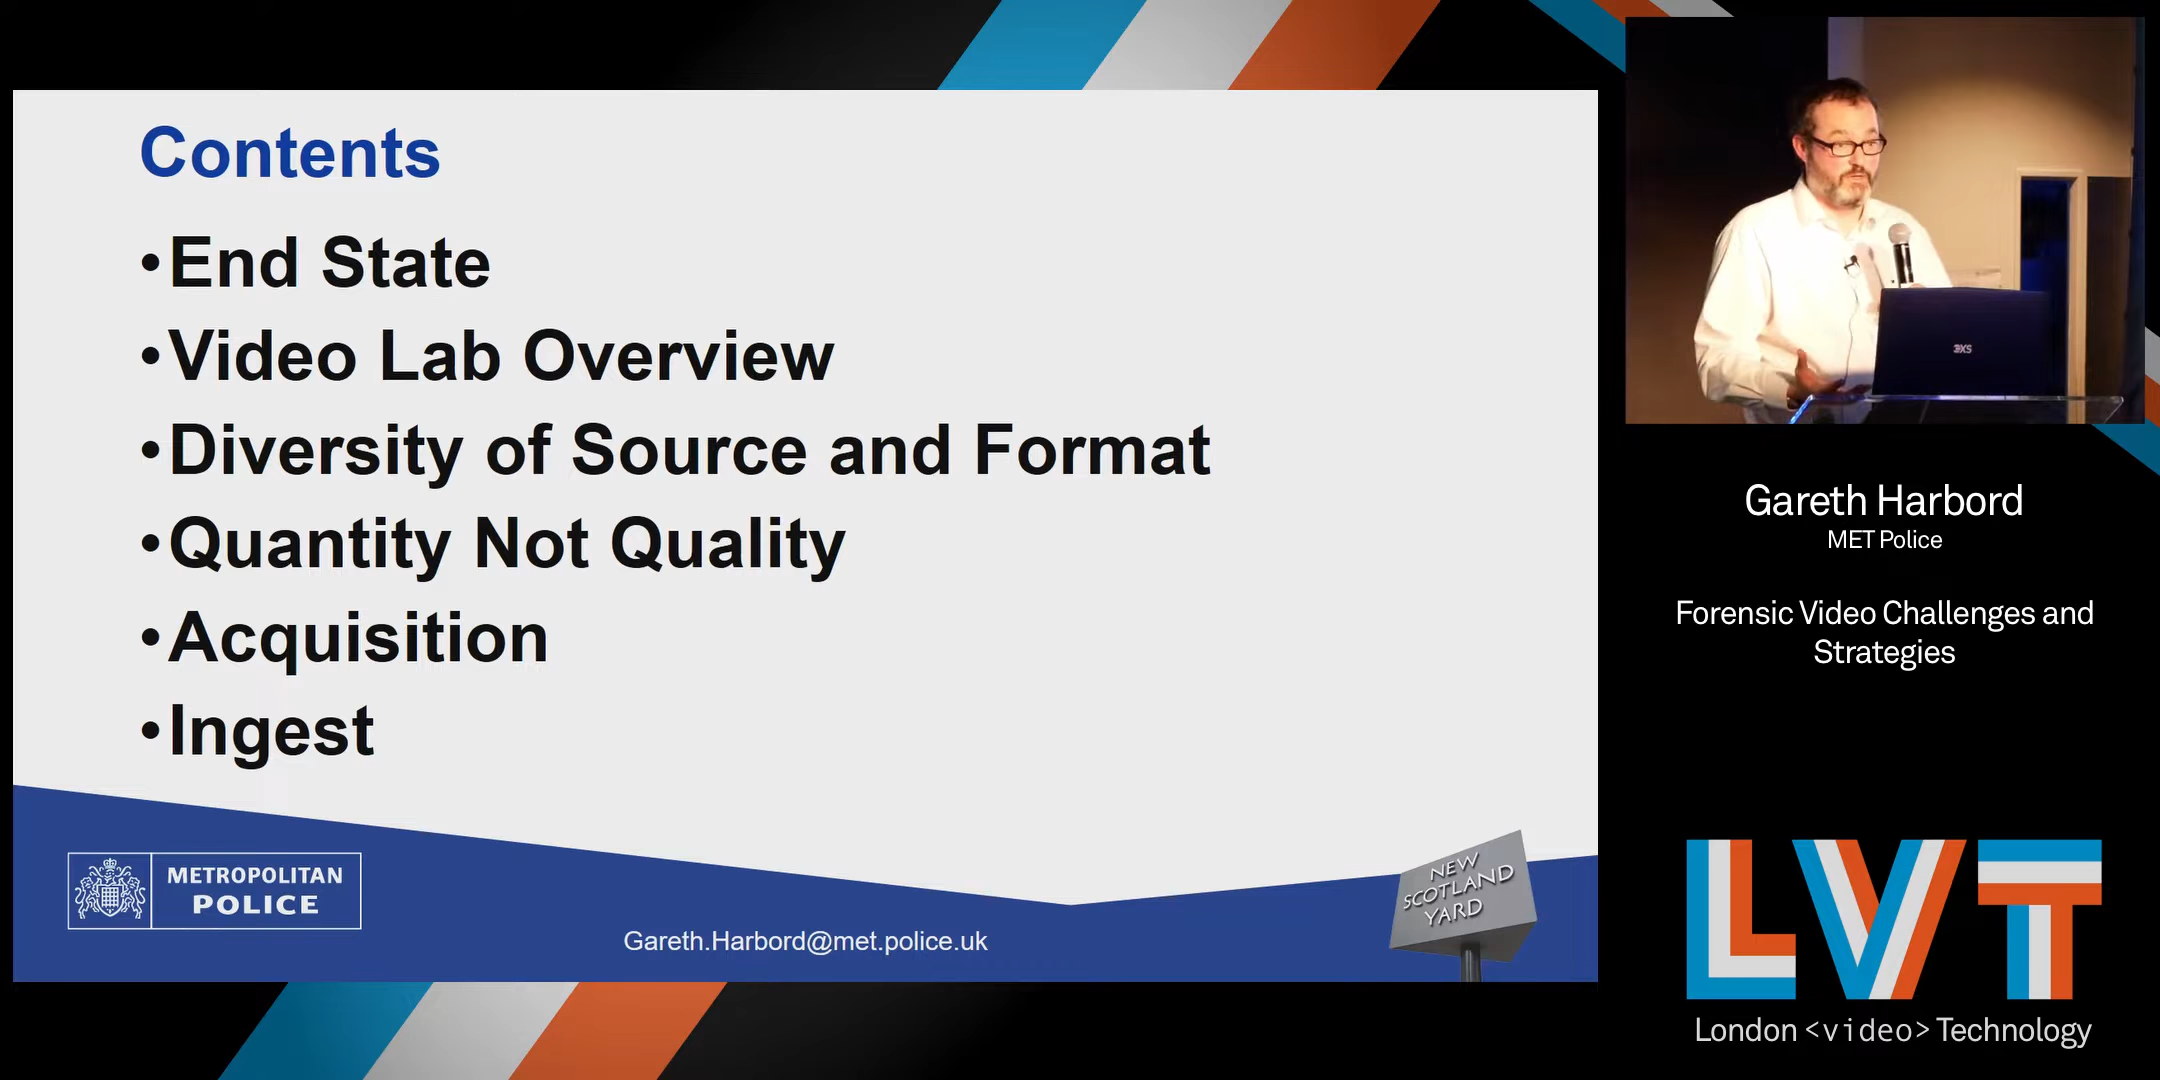 Contents
•End State
•Video Lab Overview
•Diversity of Source and Format
•Quantity Not Quality
•Acquisition
•Ingest
METROPOLITAN
POLICE
Gareth.Harbord@met.police.uk
NEW
SCOTLAND
YARD
Gareth Harbord
MET Police
Forensic Video Challenges and
Strategies
LVT
London <video> Technology